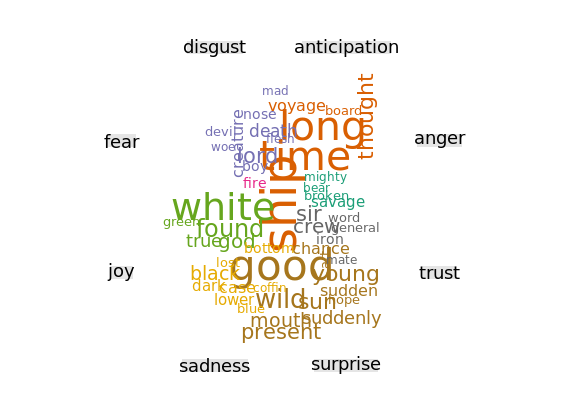 disgust anticipation
mad
voyage board thought
nose long
creature devil death
flesh
fear woe lord time anger
boy
fire ship mighty
bear
broken
white savage
sir word
green found crew general
true god iron
bottom chance
good mate
joy lost young trust
black
dark case coffin sudden
lower wild sun hope
blue
mouth suddenly
present
sadness surprise